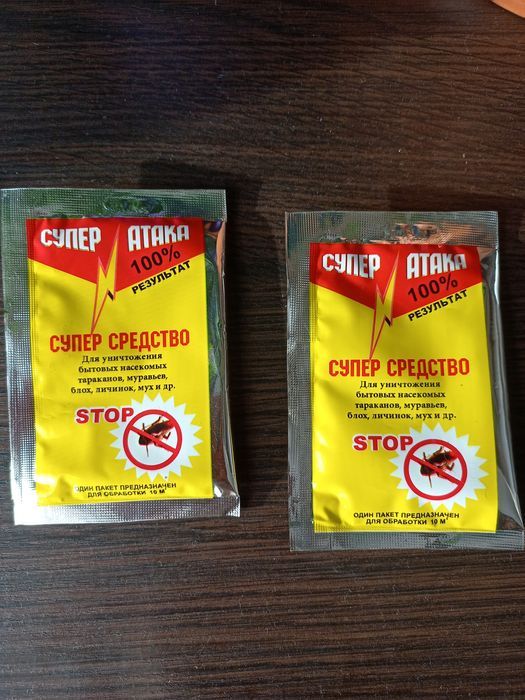 СУПЕР АТАКА
100%
РЕЗУЛЬТАТ
СУПЕР СРЕДСТВО
Для уничтожения
бытовых насекомых
тараканов, муравьев,
блох, личинок, мух и др.
STOP
ОДИН ПАКЕТ ПРЕДНАЗНАЧЕН
ДЛЯ ОБРАБОТКИ 10 М²
СУПЕР АТАКА
100%
РЕЗУЛЬТАТ
СУПЕР СРЕДСТВО
Для уничтожения
бытовых насекомых
тараканов, муравьев,
блох, личинок, мух и др.
STOP
ОДИН ПАКЕТ ПРЕДНАЗНАЧЕН
ДЛЯ ОБРАБОТКИ 10 М²